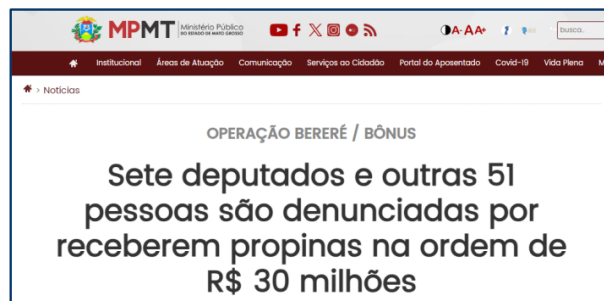 MPMT Ministério Público
DO ESTADO DE MATO GROSSO
A- A A+
busca.
Institucional Áreas de Atuação Comunicação Serviços ao Cidadão Portal do Aposentado Covid-19 Vida Plena M
> Notícias
OPERAÇÃO BERERÉ / BÔNUS
Sete deputados e outras 51
pessoas são denunciadas por
receberem propinas na ordem de
R$ 30 milhões